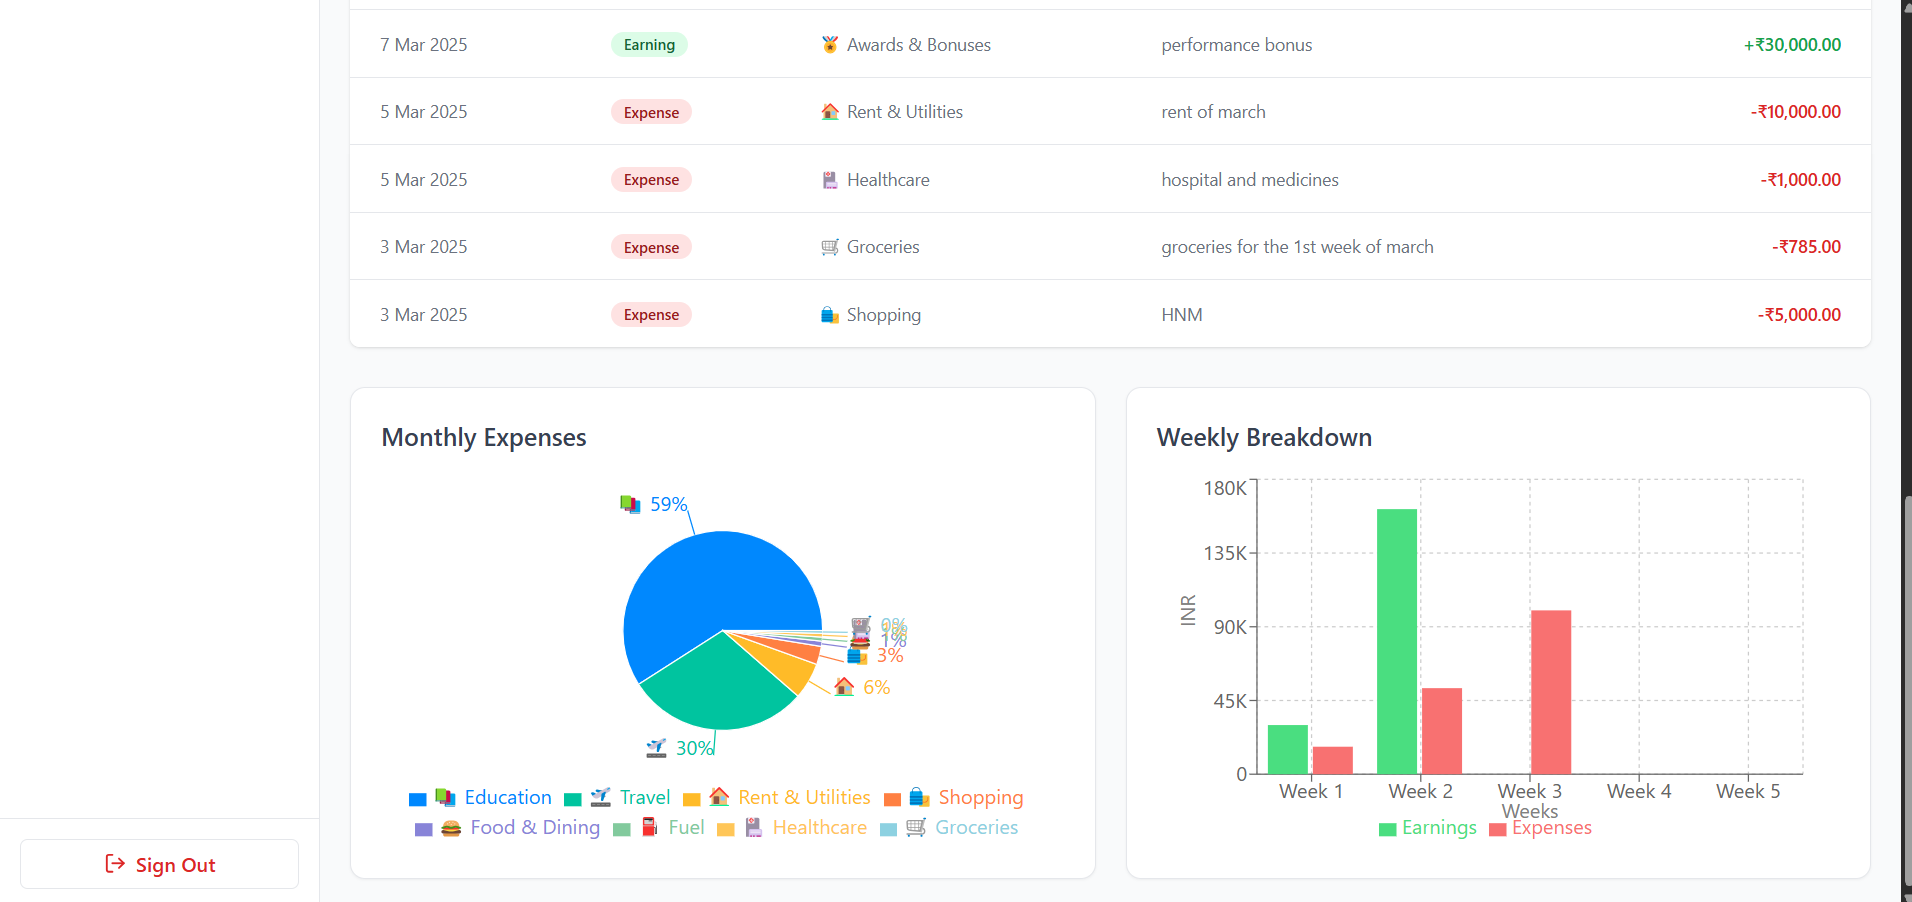 7 Mar 2025 Earning Awards & Bonuses performance bonus +₹30,000.00
5 Mar 2025 Expense Rent & Utilities rent of march -₹10,000.00
5 Mar 2025 Expense Healthcare hospital and medicines -₹1,000.00
3 Mar 2025 Expense Groceries groceries for the 1st week of march -₹785.00
3 Mar 2025 Expense Shopping HNM -₹5,000.00
Monthly Expenses
59%
0%
1%
3%
6%
30%
Education Travel Rent & Utilities Shopping
Food & Dining Fuel Healthcare Groceries
Weekly Breakdown
180K
135K
90K
45K
0
INR
Week 1 Week 2 Week 3 Week 4 Week 5
Weeks
Earnings Expenses
Sign Out